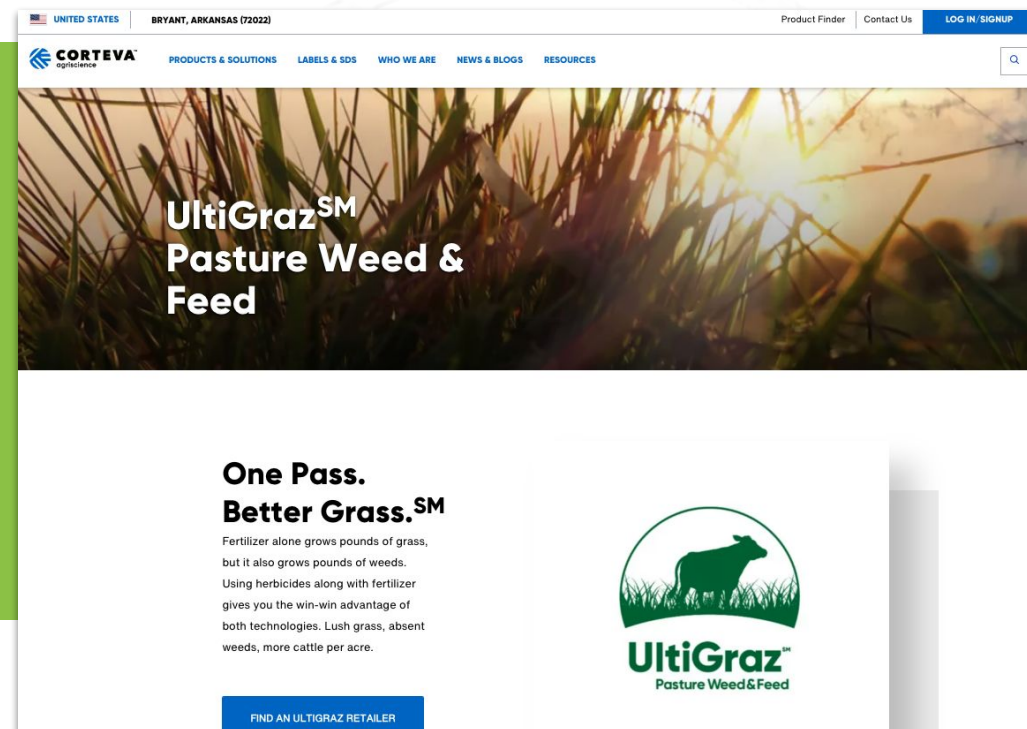 UNITED STATES
BRYANT, ARKANSAS (72022)
Product Finder
Contact Us
LOG IN/SIGNUP
CORTEVA™
agriscience
PRODUCTS & SOLUTIONS
LABELS & SDS
WHO WE ARE
NEWS & BLOGS
RESOURCES
UltiGraz℠
Pasture Weed &
Feed
One Pass.
Better Grass.℠
Fertilizer alone grows pounds of grass,
but it also grows pounds of weeds.
Using herbicides along with fertilizer
gives you the win-win advantage of
both technologies. Lush grass, absent
weeds, more cattle per acre.
FIND AN ULTIGRAZ RETAILER
UltiGraz℠
Pasture Weed&Feed